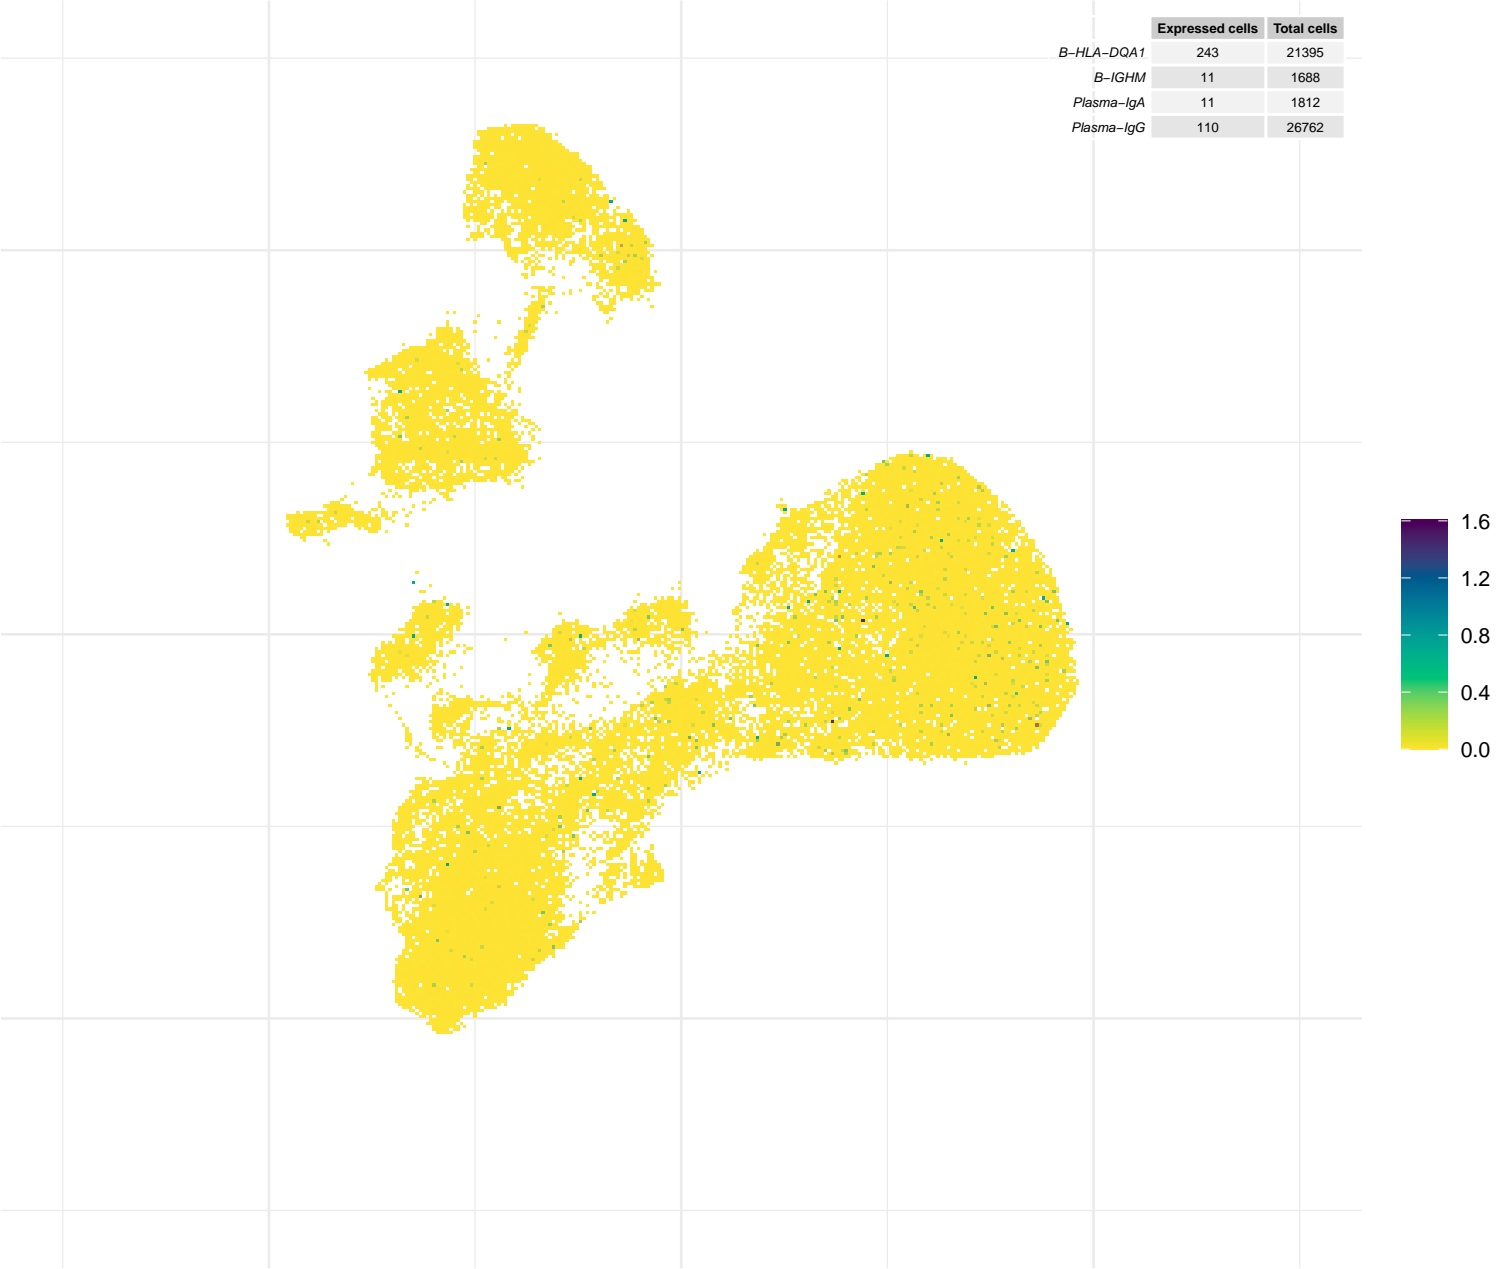 Expressed cells Total cells
B−HLA−DQA1 243 21395
B−IGHM 11 1688
Plasma−IgA 11 1812
Plasma−IgG 110 26762
1.6
1.2
0.8
0.4
0.0